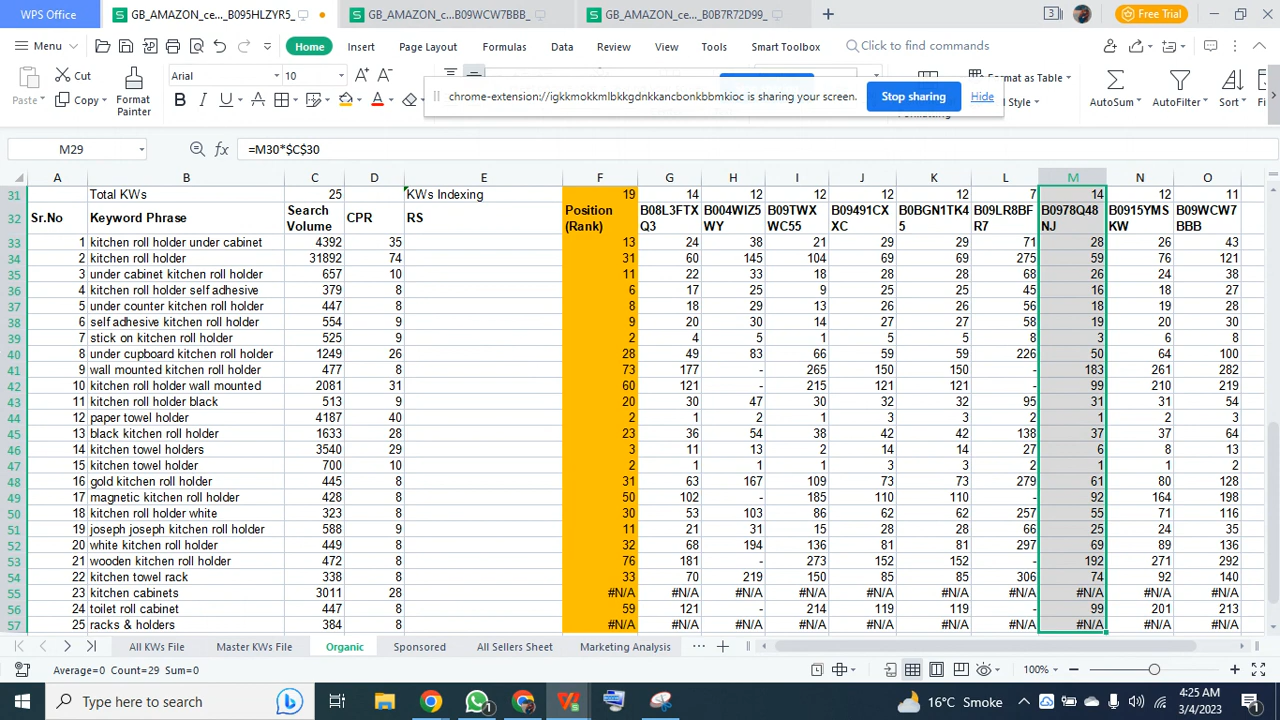 WPS Office GB_AMAZON_ce..._B095HLZYR5_ GB_AMAZON_ce...B09WCW7BBB_ GB_AMAZON_ce..._B0B7R72D99_ Free Trial
Menu Home Insert Page Layout Formulas Data Review View Tools Smart Toolbox Click to find commands
Paste Cut Copy Format Painter Arial 10 Format as Table AutoSum AutoFilter Sort
chrome-extension://igkkmokkmlbkkgdnkkancbonkbbmkioc is sharing your screen. Stop sharing Hide
M29 fx =M30*$C$30
A B C D E F G H I J K L M N O
31 Total KWs 25 KWs Indexing 19 14 12 12 12 12 7 14 12 11
32 Sr.No Keyword Phrase Search Volume CPR RS Position (Rank) B08L3FTXQ3 B004WIZ5WY B09TWXWC55 B09491CXXC B0BGN1TK45 B09LR8BFR7 B0978Q48NJ B0915YMSKW B09WCW7BBB
33 1 kitchen roll holder under cabinet 4392 35 13 24 38 21 29 29 71 28 26 43
34 2 kitchen roll holder 31892 74 31 60 145 104 69 69 275 59 76 121
35 3 under cabinet kitchen roll holder 657 10 11 22 33 18 28 28 68 26 24 38
36 4 kitchen roll holder self adhesive 379 8 6 17 25 9 25 25 45 16 18 27
37 5 under counter kitchen roll holder 447 8 8 18 29 13 26 26 56 18 19 28
38 6 self adhesive kitchen roll holder 554 9 9 20 30 14 27 27 58 19 20 30
39 7 stick on kitchen roll holder 525 9 2 4 5 1 5 5 8 3 6 8
40 8 under cupboard kitchen roll holder 1249 26 28 49 83 66 59 59 226 50 64 100
41 9 wall mounted kitchen roll holder 477 8 73 177 - 265 150 150 - 183 261 282
42 10 kitchen roll holder wall mounted 2081 31 60 121 - 215 121 121 - 99 210 219
43 11 kitchen roll holder black 513 9 20 30 47 30 32 32 95 31 31 54
44 12 paper towel holder 4187 40 2 1 2 1 3 3 2 1 2 3
45 13 black kitchen roll holder 1633 28 23 36 54 38 42 42 138 37 37 64
46 14 kitchen towel holders 3540 29 3 11 13 2 14 14 27 6 8 13
47 15 kitchen towel holder 700 10 2 1 1 1 3 3 2 1 1 2
48 16 gold kitchen roll holder 445 8 31 63 167 109 73 73 279 61 80 128
49 17 magnetic kitchen roll holder 428 8 50 102 - 185 110 110 - 92 164 198
50 18 kitchen roll holder white 323 8 30 53 103 86 62 62 257 55 71 116
51 19 joseph joseph kitchen roll holder 588 9 11 21 31 15 28 28 66 25 24 35
52 20 white kitchen roll holder 449 8 32 68 194 136 81 81 297 69 89 136
53 21 wooden kitchen roll holder 472 8 76 181 - 273 152 152 - 192 271 292
54 22 kitchen towel rack 338 8 33 70 219 150 85 85 306 74 92 140
55 23 kitchen cabinets 3011 28 #N/A #N/A #N/A #N/A #N/A #N/A #N/A #N/A #N/A #N/A
56 24 toilet roll cabinet 447 8 59 121 - 214 119 119 - 99 201 213
57 25 racks & holders 384 8 #N/A #N/A #N/A #N/A #N/A #N/A #N/A #N/A #N/A #N/A
All KWs File Master KWs File Organic Sponsored All Sellers Sheet Marketing Analysis
Average=0 Count=29 Sum=0 100%
Type here to search 16°C Smoke 4:25 AM
3/4/2023